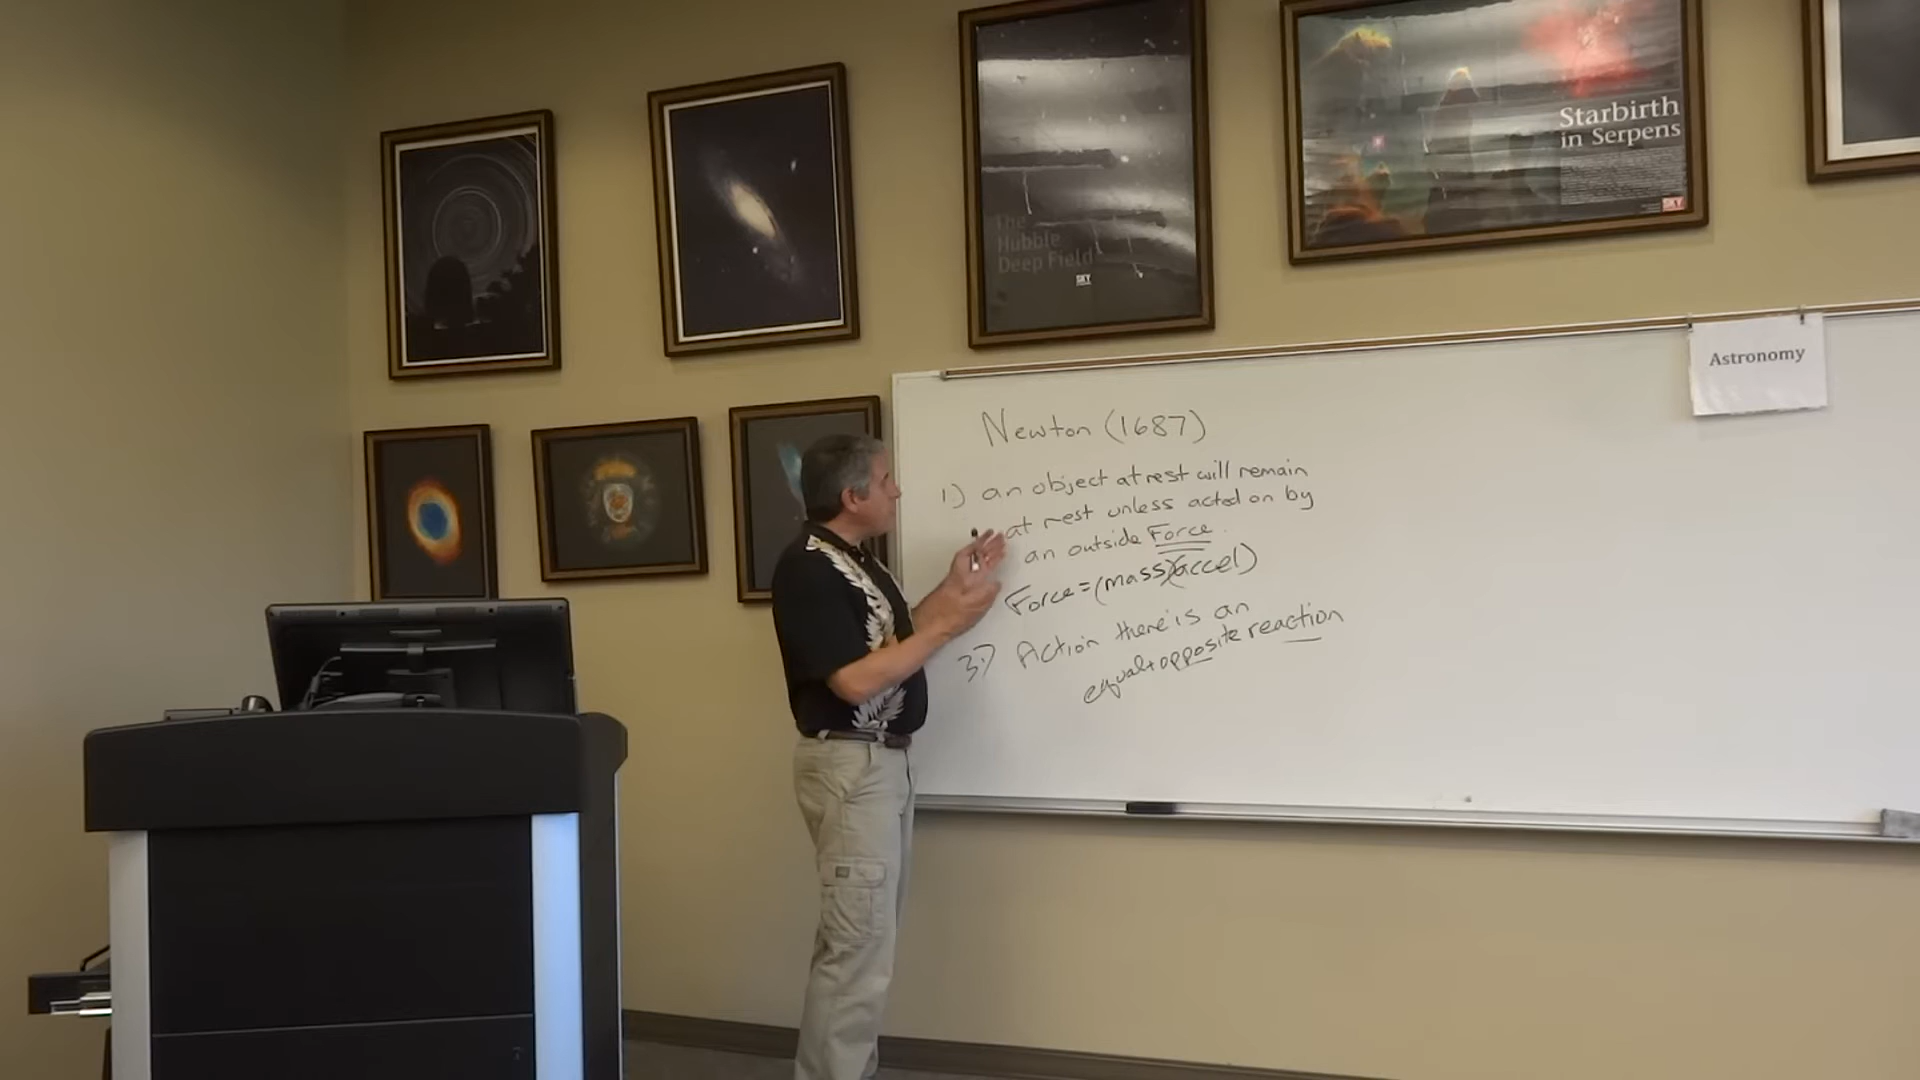 The
Hubble
Deep Field
SKY
Starbirth
in Serpens
SKY
Astronomy
Newton (1687)
1.) an object at rest will remain
at rest unless acted on by
an outside Force.
Force=(mass)(accel)
3.) Action there is an
equal+opposite reaction